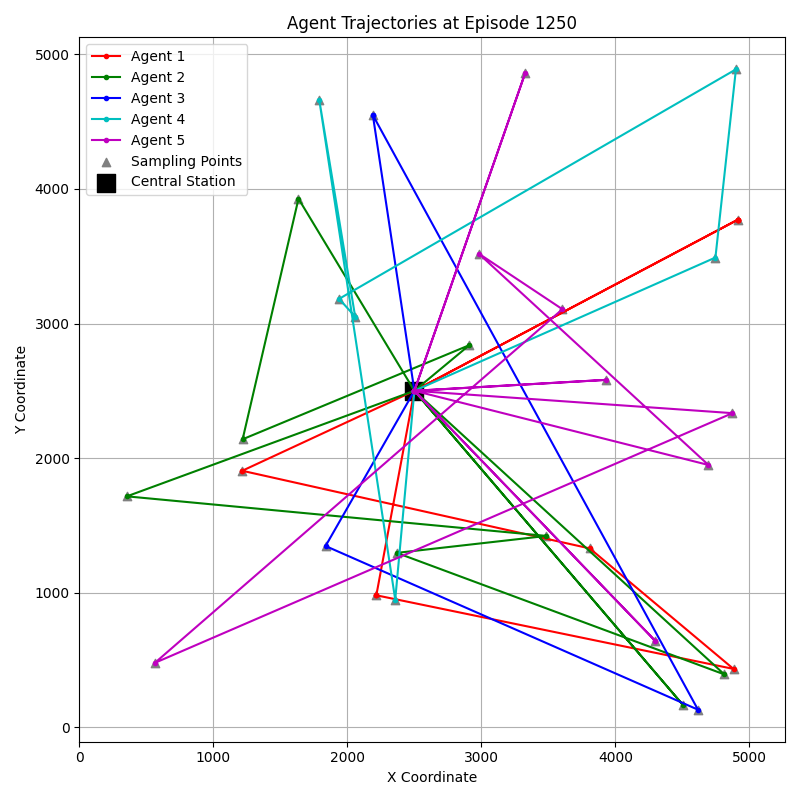 Agent Trajectories at Episode 1250
Agent 1
Agent 2
Agent 3
Agent 4
Agent 5
Sampling Points
Central Station
Y Coordinate
5000
4000
3000
2000
1000
0
0 1000 2000 3000 4000 5000
X Coordinate